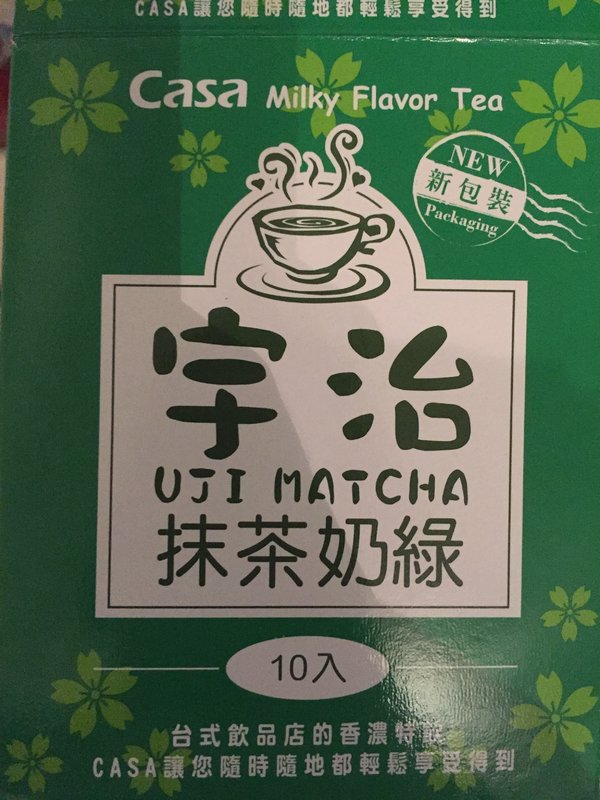 CASA讓您隨時隨地都輕鬆享受得到
Casa Milky Flavor Tea
NEW
新包裝
Packaging
宇治
UJI MATCHA
抹茶奶綠
10入
台式飲品店的香濃特
CASA讓您隨時隨地都輕鬆享受得到